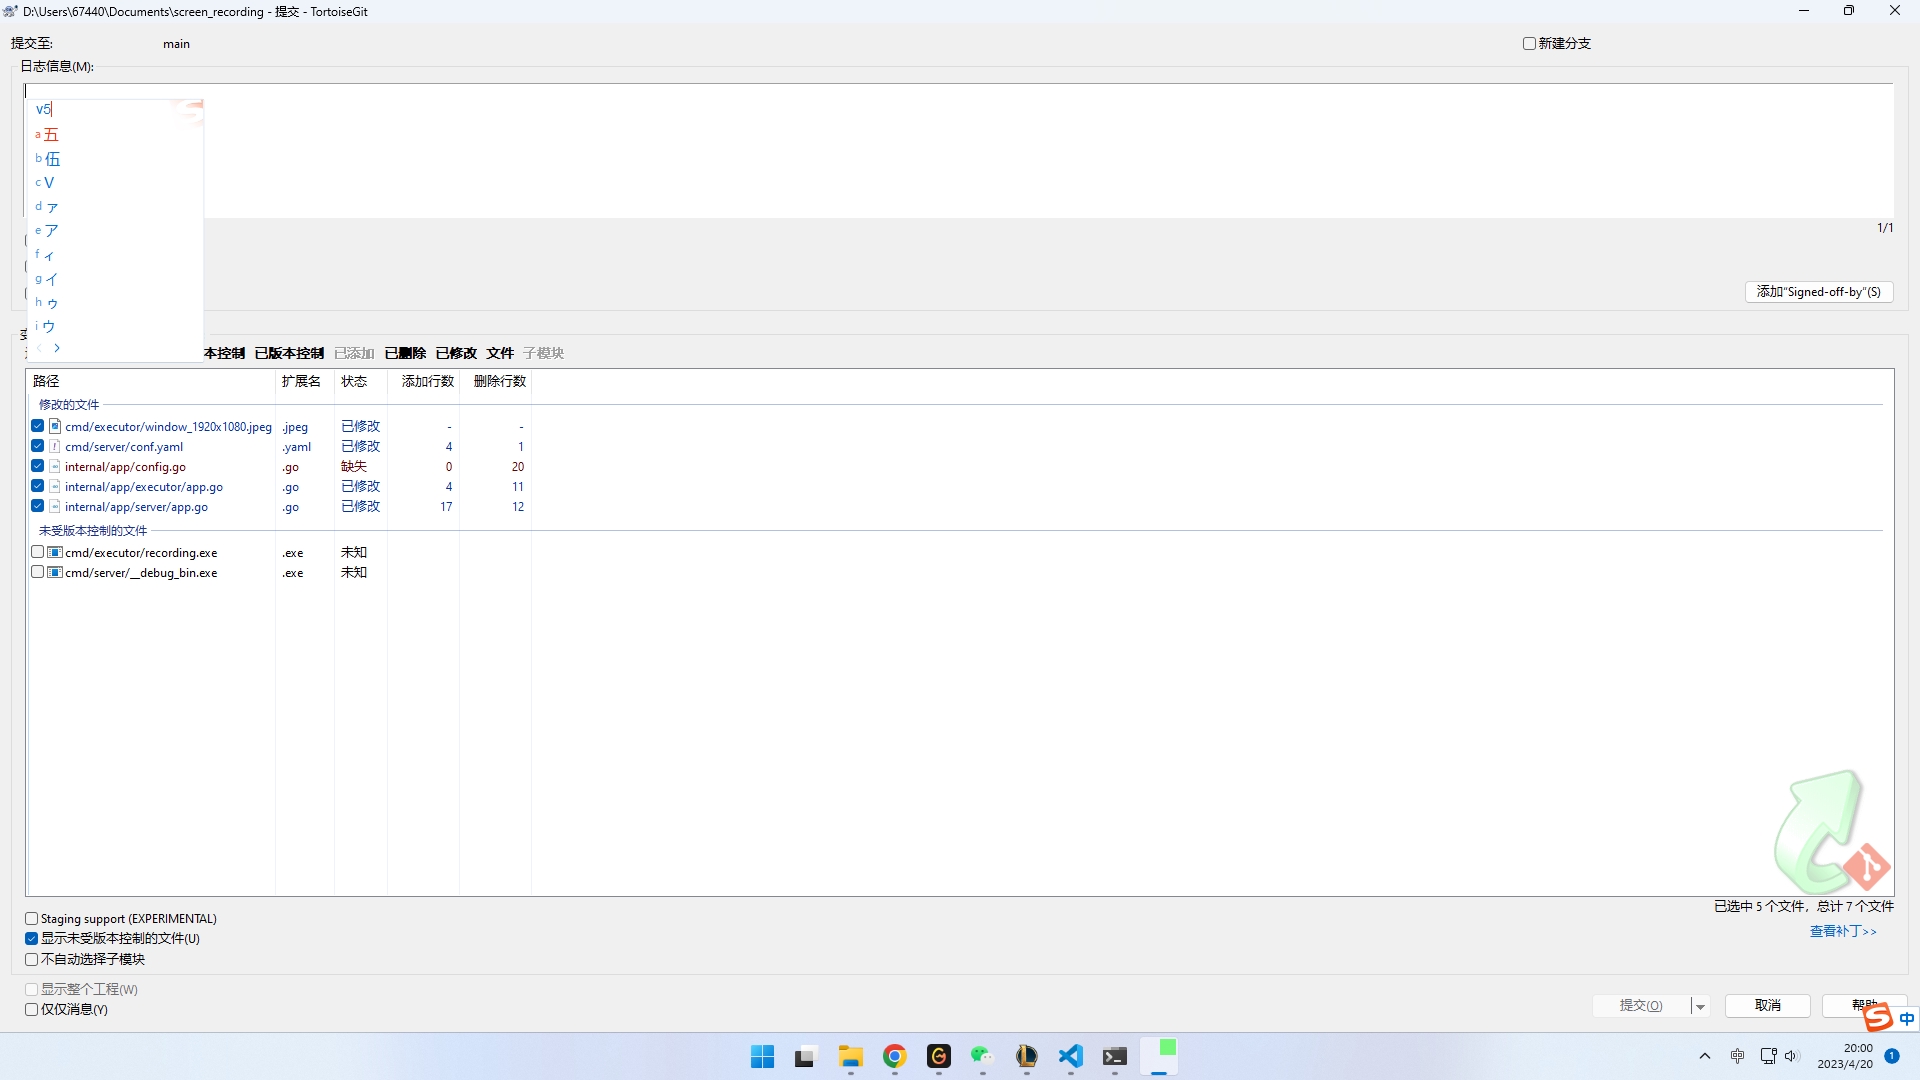 D:\Users\67440\Documents\screen_recording - 提交 - TortoiseGit
提交至: main 新建分支
日志信息(M):
v5
a 五
b 伍
c V
d ァ
e ア
f ィ
g イ
h ゥ
i ウ
1/1
添加"Signed-off-by"(S)
本控制 已版本控制 已添加 已删除 已修改 文件 子模块
路径 扩展名 状态 添加行数 删除行数
修改的文件
cmd/executor/window_1920x1080.jpeg .jpeg 已修改 - -
cmd/server/conf.yaml .yaml 已修改 4 1
internal/app/config.go .go 缺失 0 20
internal/app/executor/app.go .go 已修改 4 11
internal/app/server/app.go .go 已修改 17 12
未受版本控制的文件
cmd/executor/recording.exe .exe 未知
cmd/server/__debug_bin.exe .exe 未知
已选中 5 个文件，总计 7 个文件
Staging support (EXPERIMENTAL)
查看补丁>>
显示未受版本控制的文件(U)
不自动选择子模块
显示整个工程(W)
仅仅消息(Y)
提交(O) 取消 帮助
中
中
20:00
2023/4/20
1